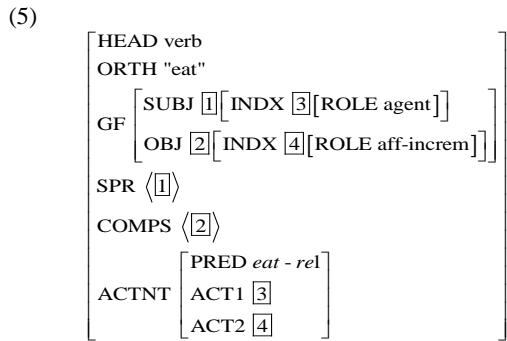 (5)
HEAD verb
ORTH "eat"
GF [SUBJ 1[INDX 3[ROLE agent]]
OBJ 2[INDX 4[ROLE aff-increm]]]
SPR ⟨1⟩
COMPS ⟨2⟩
ACTNT [PRED eat - rel
ACT1 3
ACT2 4]